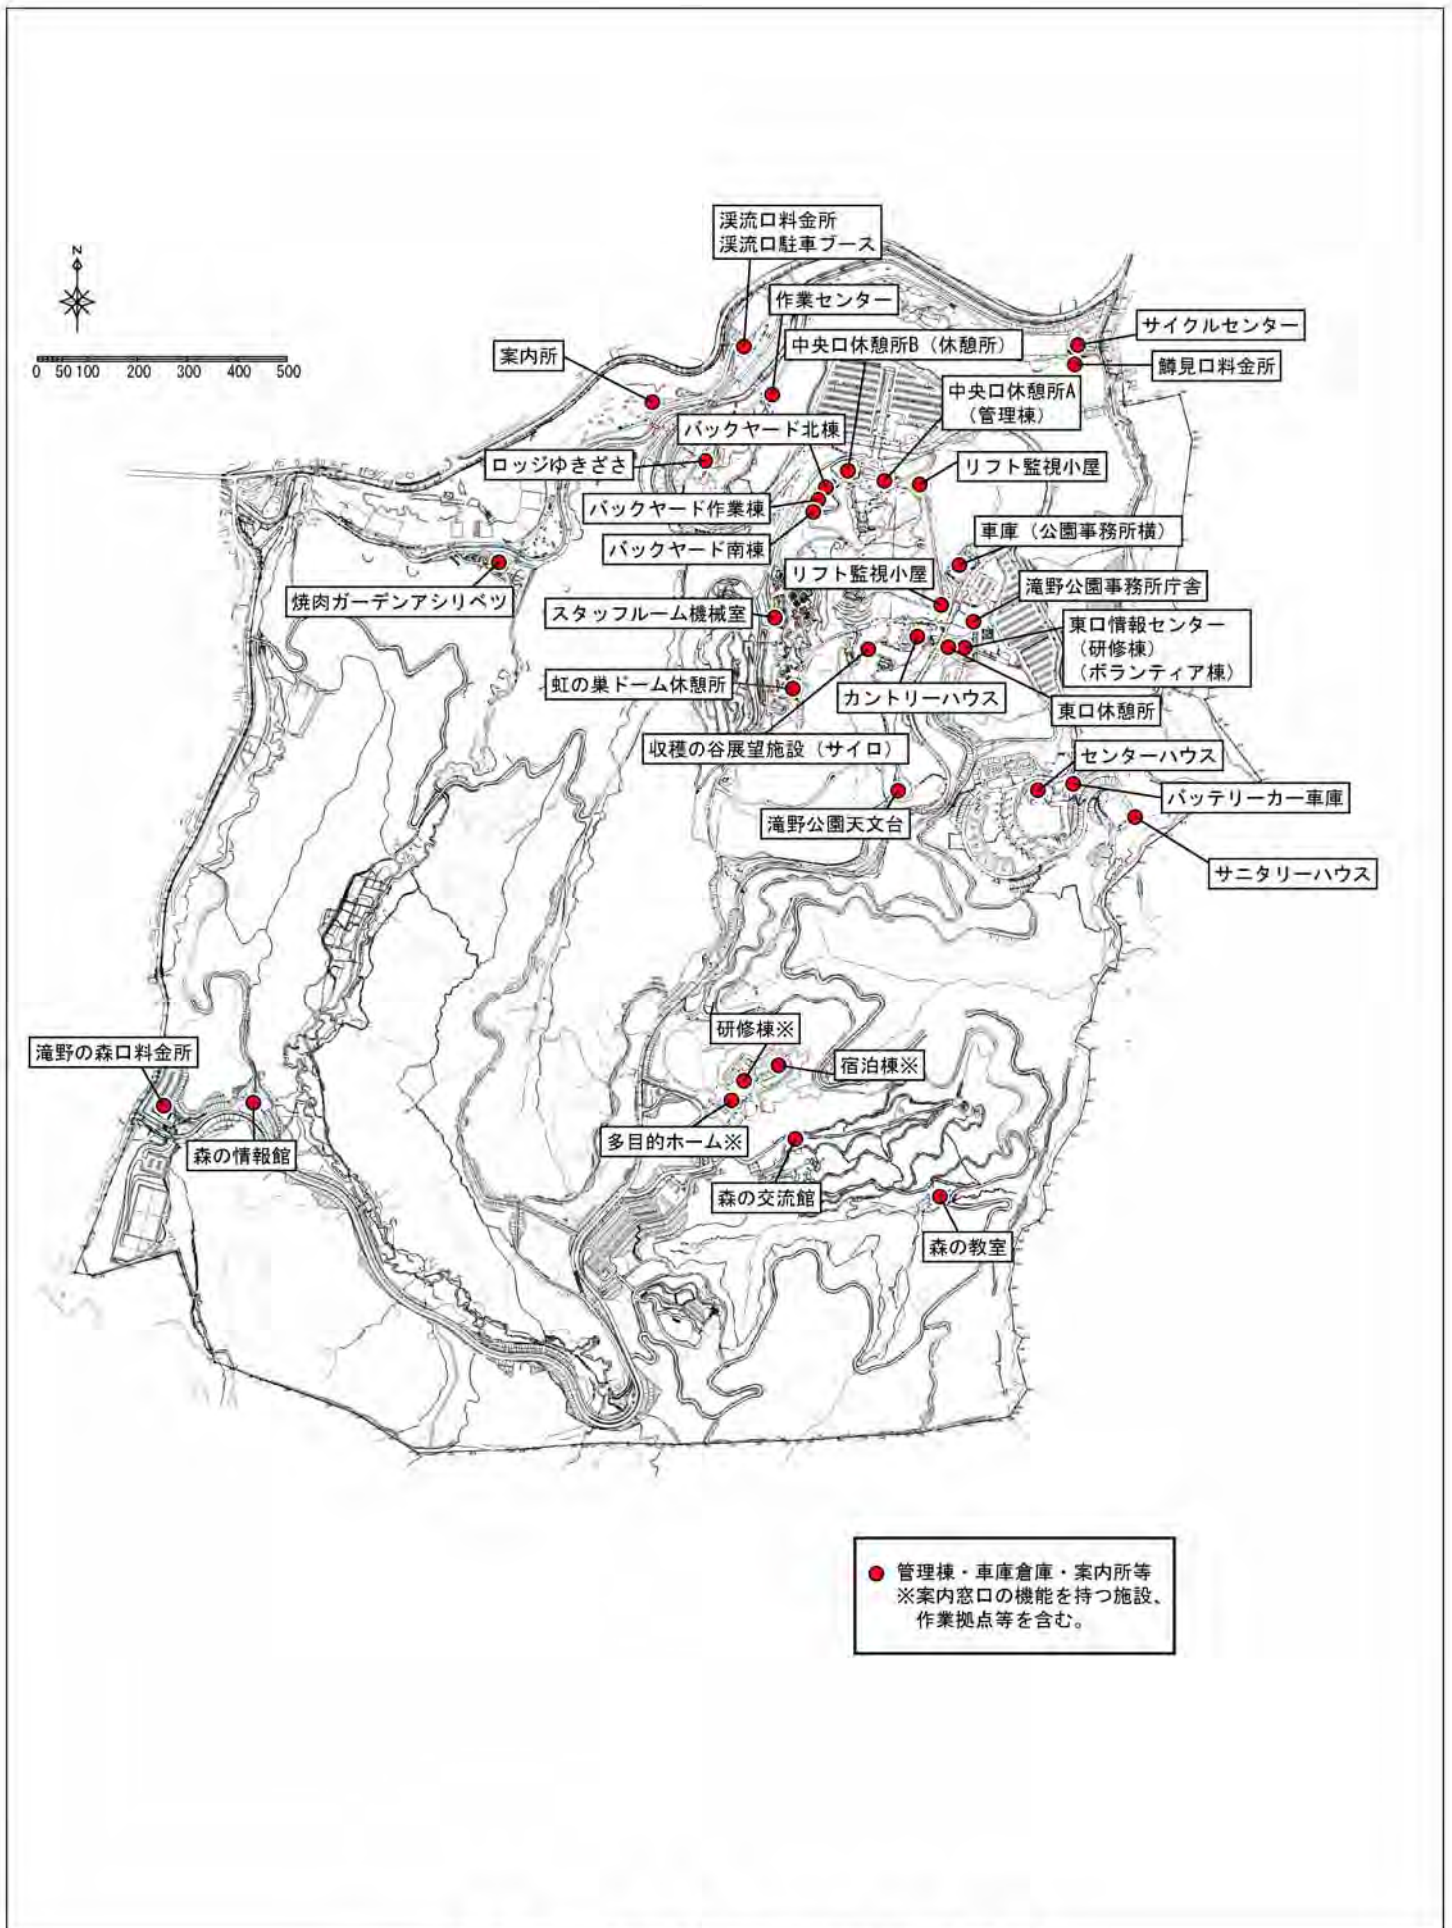 渓流口料金所
渓流口駐車ブース
N
作業センター
サイクルセンター
中央口休憩所B（休憩所）
案内所
鱒見口料金所
0 50 100 200 300 400 500
中央口休憩所A
（管理棟）
バックヤード北棟
ロッジゆきざさ
リフト監視小屋
バックヤード作業棟
車庫（公園事務所横）
バックヤード南棟
リフト監視小屋
滝野公園事務所庁舎
焼肉ガーデンアシリベツ
スタッフルーム機械室
東口情報センター
（研修棟）
（ボランティア棟）
虹の巣ドーム休憩所
カントリーハウス
東口休憩所
収穫の谷展望施設（サイロ）
センターハウス
バッテリーカー車庫
滝野公園天文台
サニタリーハウス
研修棟※
滝野の森口料金所
宿泊棟※
多目的ホーム※
森の情報館
森の交流館
森の教室
管理棟・車庫倉庫・案内所等
※案内窓口の機能を持つ施設、
作業拠点等を含む。